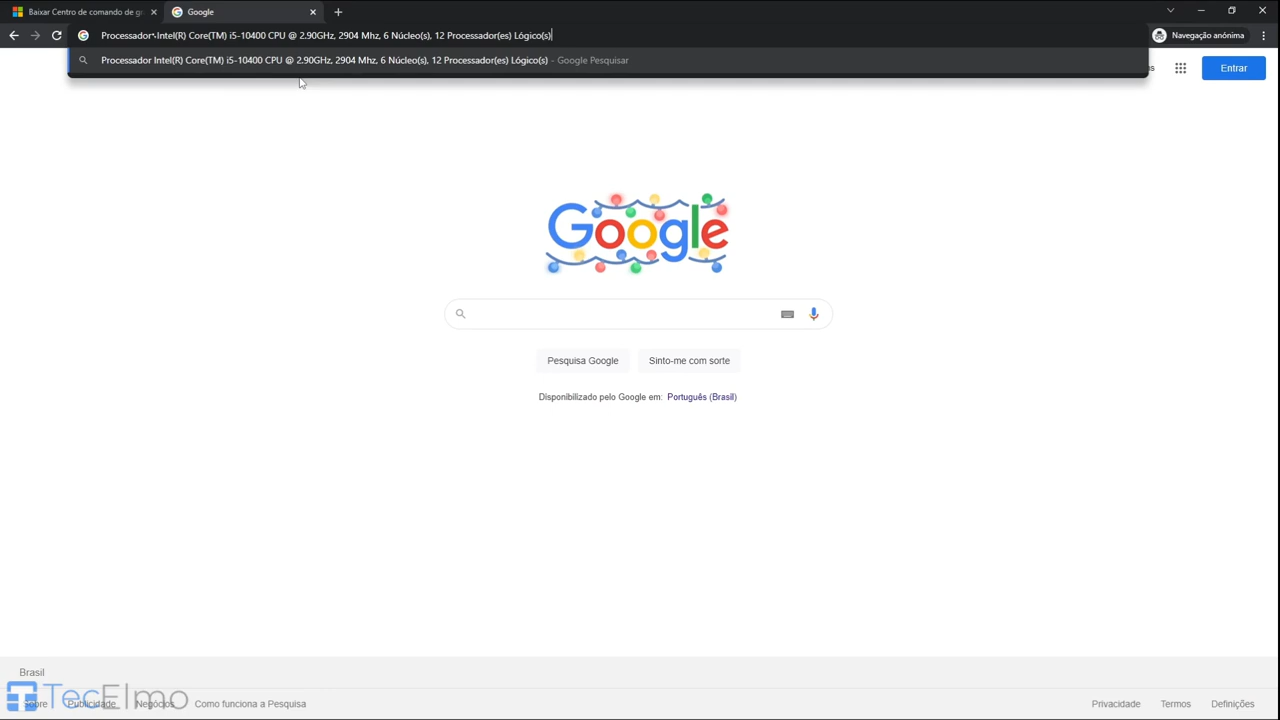 Baixar Centro de comando de g
Google
Processador Intel(R) Core(TM) i5-10400 CPU @ 2.90GHz, 2904 Mhz, 6 Núcleo(s), 12 Processador(es) Lógico(s)
Navegação anónima
Processador Intel(R) Core(TM) i5-10400 CPU @ 2.90GHz, 2904 Mhz, 6 Núcleo(s), 12 Processador(es) Lógico(s) - Google Pesquisar
Entrar
Google
Pesquisa Google
Sinto-me com sorte
Disponibilizado pelo Google em: Português (Brasil)
Brasil
TecElmo
Sobre
Publicidade
Negócios
Como funciona a Pesquisa
Privacidade
Termos
Definições